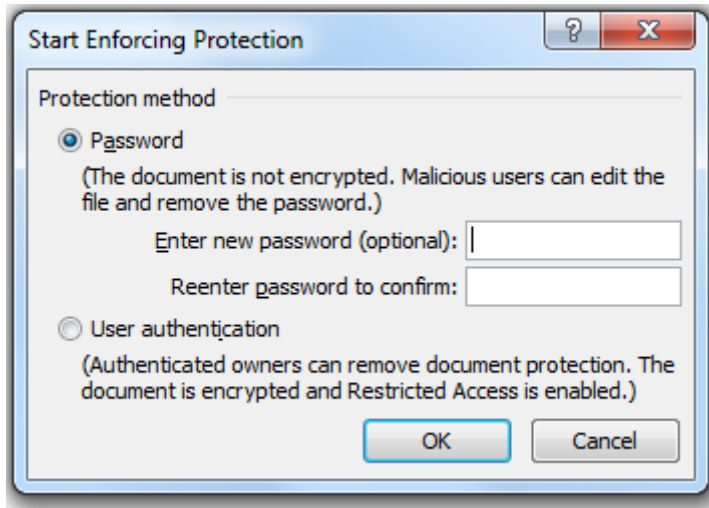 Start Enforcing Protection
Protection method
Password
(The document is not encrypted. Malicious users can edit the
file and remove the password.)
Enter new password (optional):
Reenter password to confirm:
User authentication
(Authenticated owners can remove document protection. The
document is encrypted and Restricted Access is enabled.)
OK Cancel